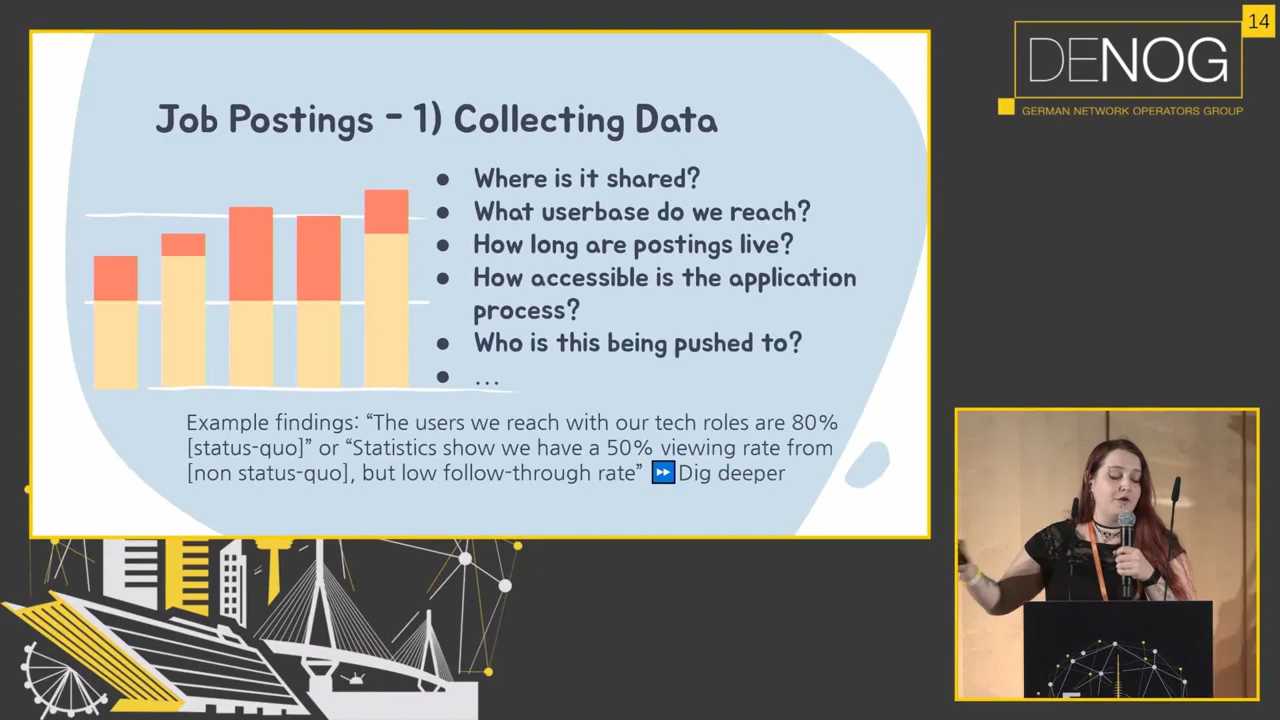 14
DENOG
GERMAN NETWORK OPERATORS GROUP
Job Postings - 1) Collecting Data
● Where is it shared?
● What userbase do we reach?
● How long are postings live?
● How accessible is the application
process?
● Who is this being pushed to?
● ...
Example findings: “The users we reach with our tech roles are 80%
[status-quo]” or “Statistics show we have a 50% viewing rate from
[non status-quo], but low follow-through rate” ⏩Dig deeper